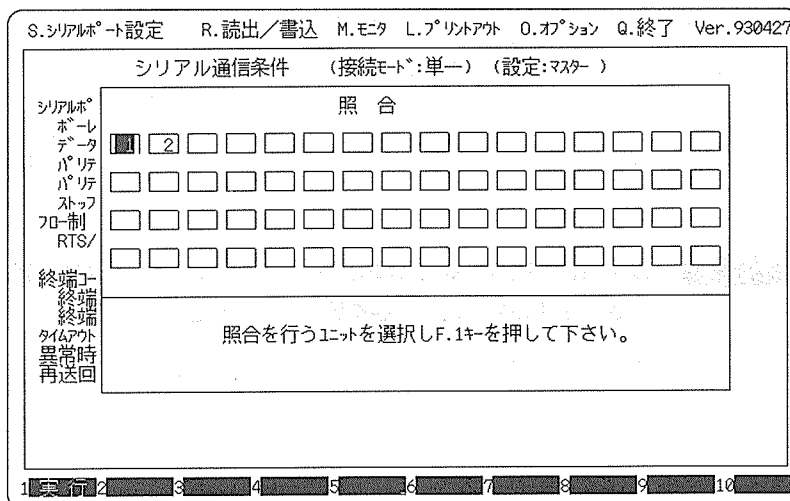 S.シリアルポート設定 R.読出／書込 M.モニタ L.プリントアウト O.オプション Q.終了 Ver.930427
シリアル通信条件 (接続モード:単一) (設定:マスター )
照 合
シリアルポ
ボーレ
データ
パリテ
パリテ
ストップ
フロー制
RTS/
終端コー
終端
終端
タイムアウト
異常時
再送回
1 2
照合を行うユニットを選択しF.1キーを押して下さい。
1 実 行 2 3 4 5 6 7 8 9 10